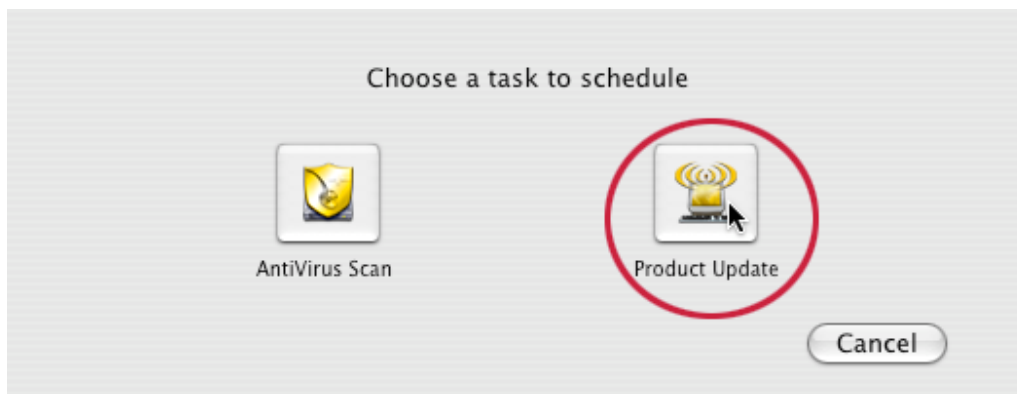 Choose a task to schedule
AntiVirus Scan
Product Update
Cancel